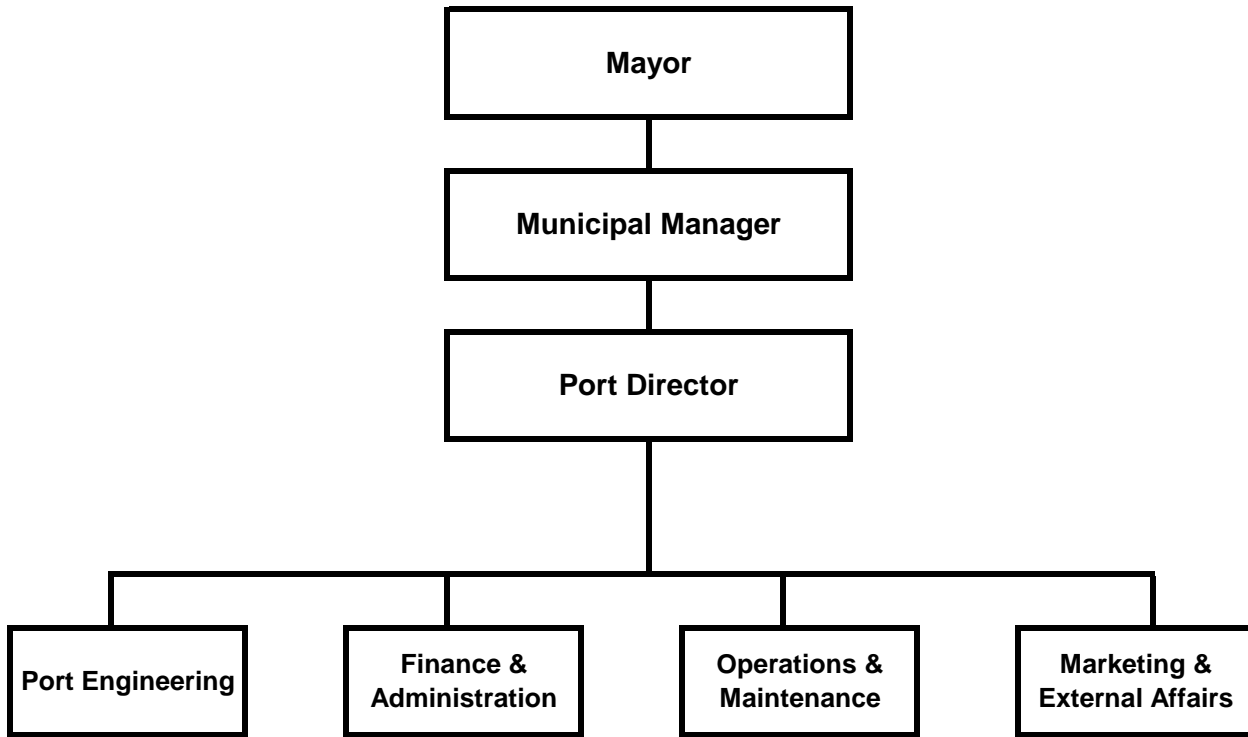 Mayor
Municipal Manager
Port Director
Port Engineering
Finance &
Administration
Operations &
Maintenance
Marketing &
External Affairs